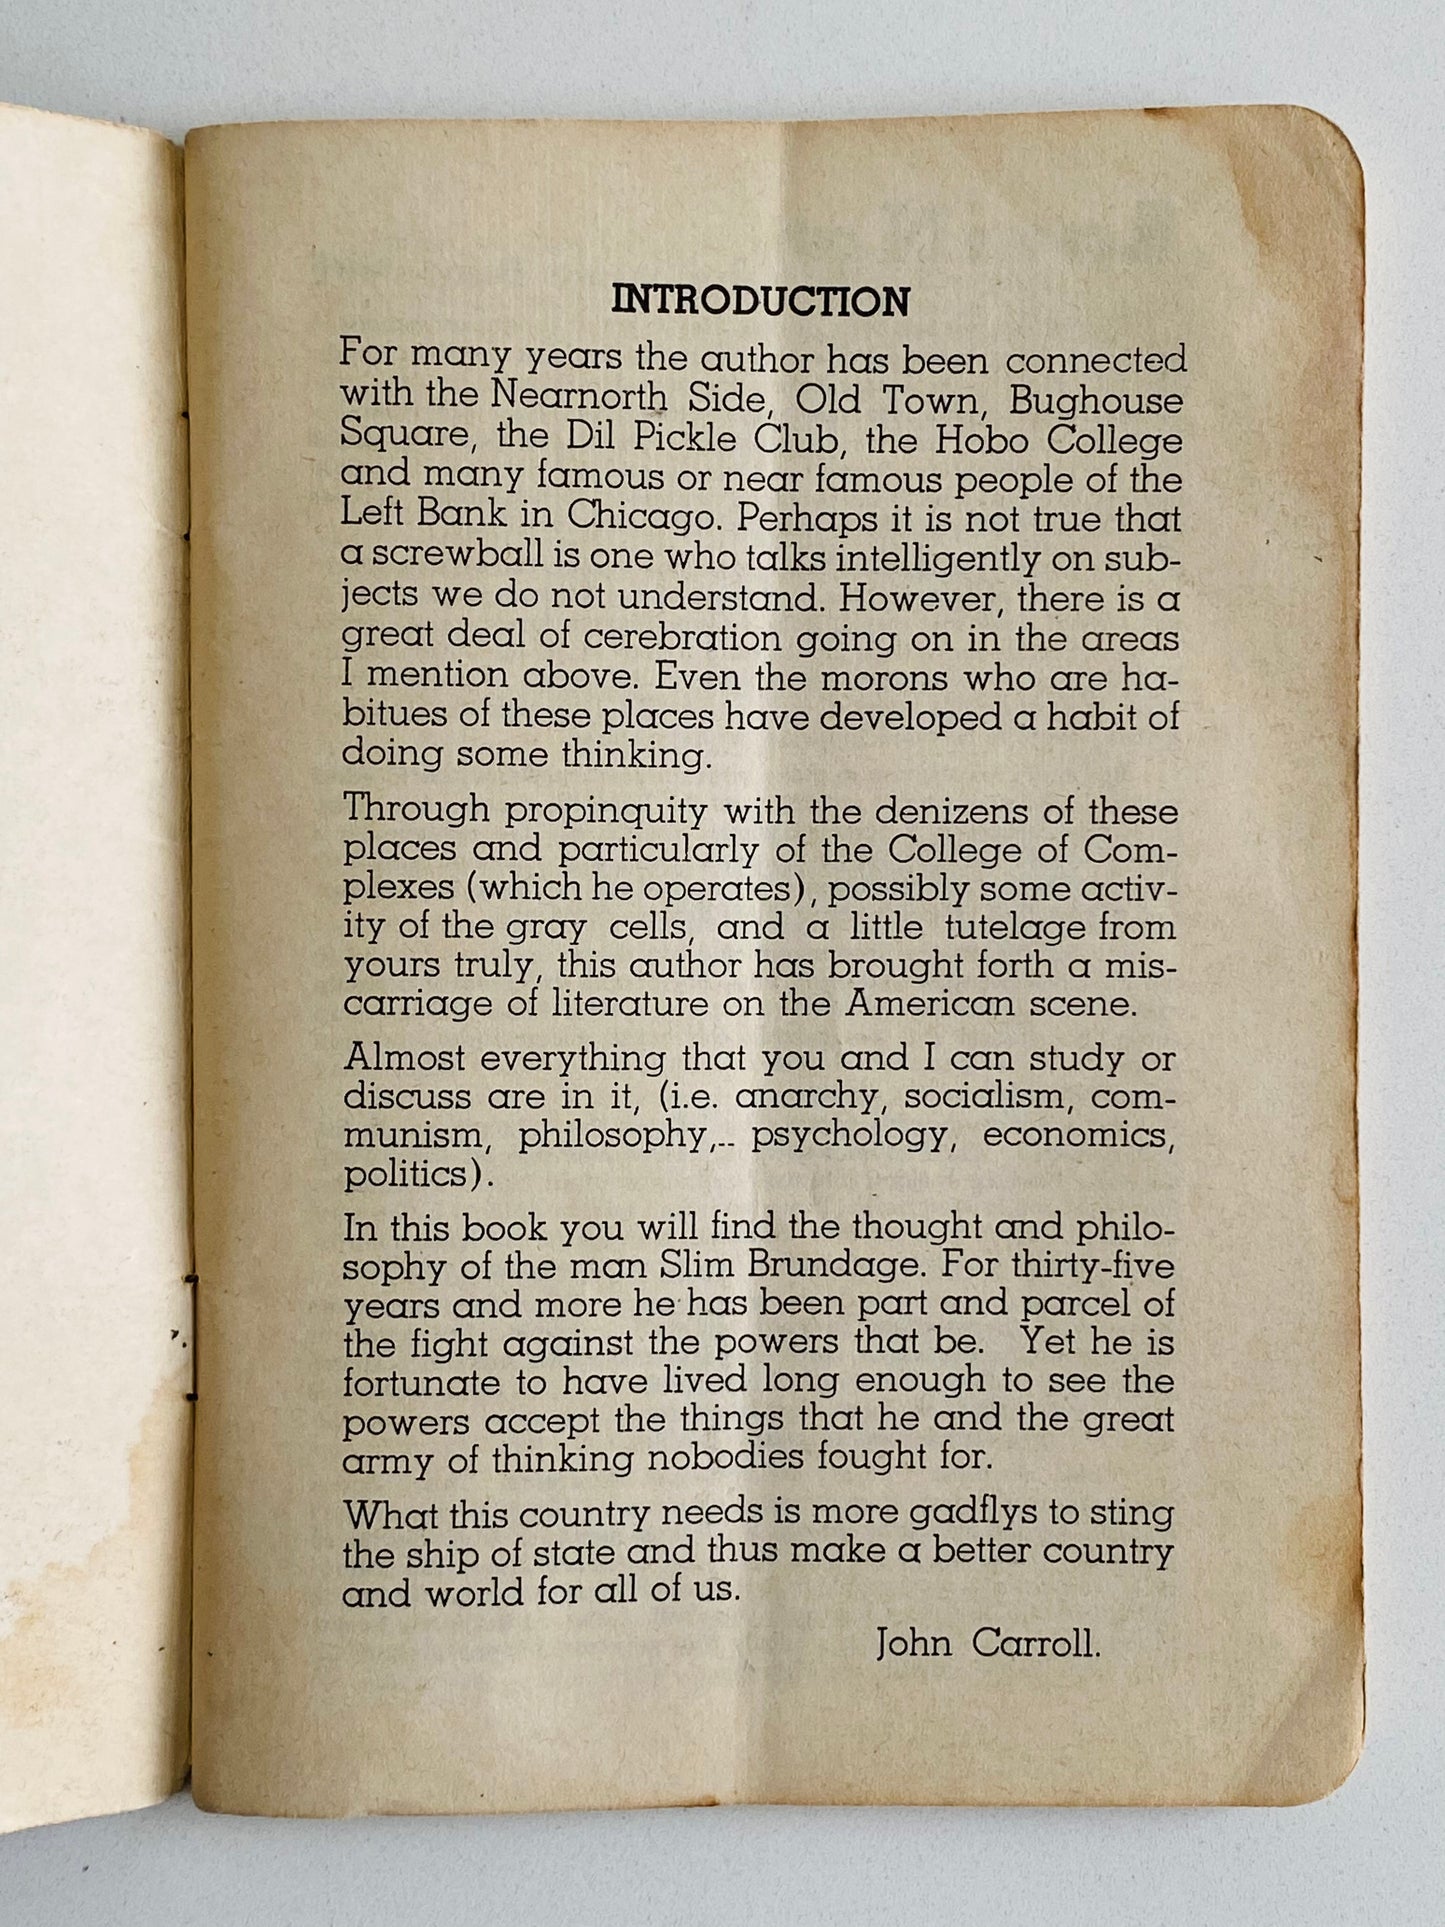 INTRODUCTION
For many years the author has been connected
with the Nearnorth Side, Old Town, Bughouse
Square, the Dil Pickle Club, the Hobo College
and many famous or near famous people of the
Left Bank in Chicago. Perhaps it is not true that
a screwball is one who talks intelligently on sub-
jects we do not understand. However, there is a
great deal of cerebration going on in the areas
I mention above. Even the morons who are ha-
bitues of these places have developed a habit of
doing some thinking.
Through propinquity with the denizens of these
places and particularly of the College of Com-
plexes (which he operates), possibly some activ-
ity of the gray cells, and a little tutelage from
yours truly, this author has brought forth a mis-
carriage of literature on the American scene.
Almost everything that you and I can study or
discuss are in it, (i.e. anarchy, socialism, com-
munism, philosophy,.. psychology, economics,
politics).
In this book you will find the thought and philo-
sophy of the man Slim Brundage. For thirty-five
years and more he has been part and parcel of
the fight against the powers that be. Yet he is
fortunate to have lived long enough to see the
powers accept the things that he and the great
army of thinking nobodies fought for.
What this country needs is more gadflys to sting
the ship of state and thus make a better country
and world for all of us.
John Carroll.